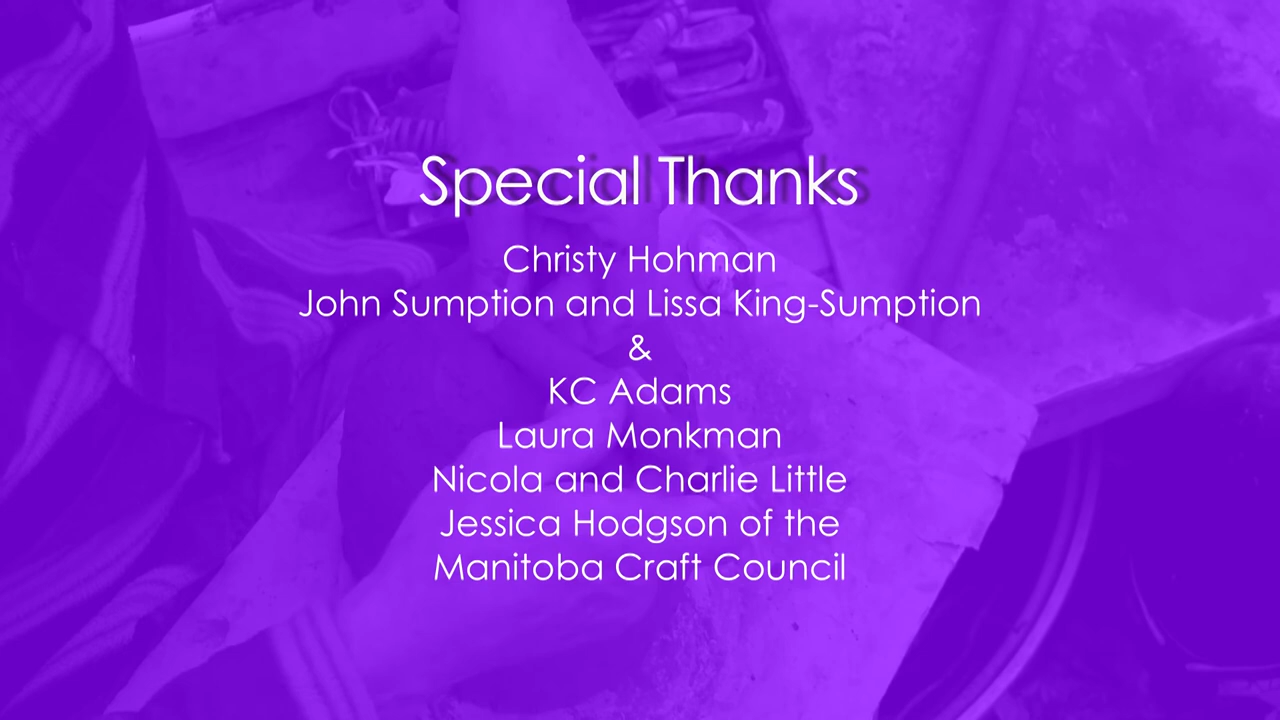 Special Thanks
Christy Hohman
John Sumption and Lissa King-Sumption
&
KC Adams
Laura Monkman
Nicola and Charlie Little
Jessica Hodgson of the
Manitoba Craft Council